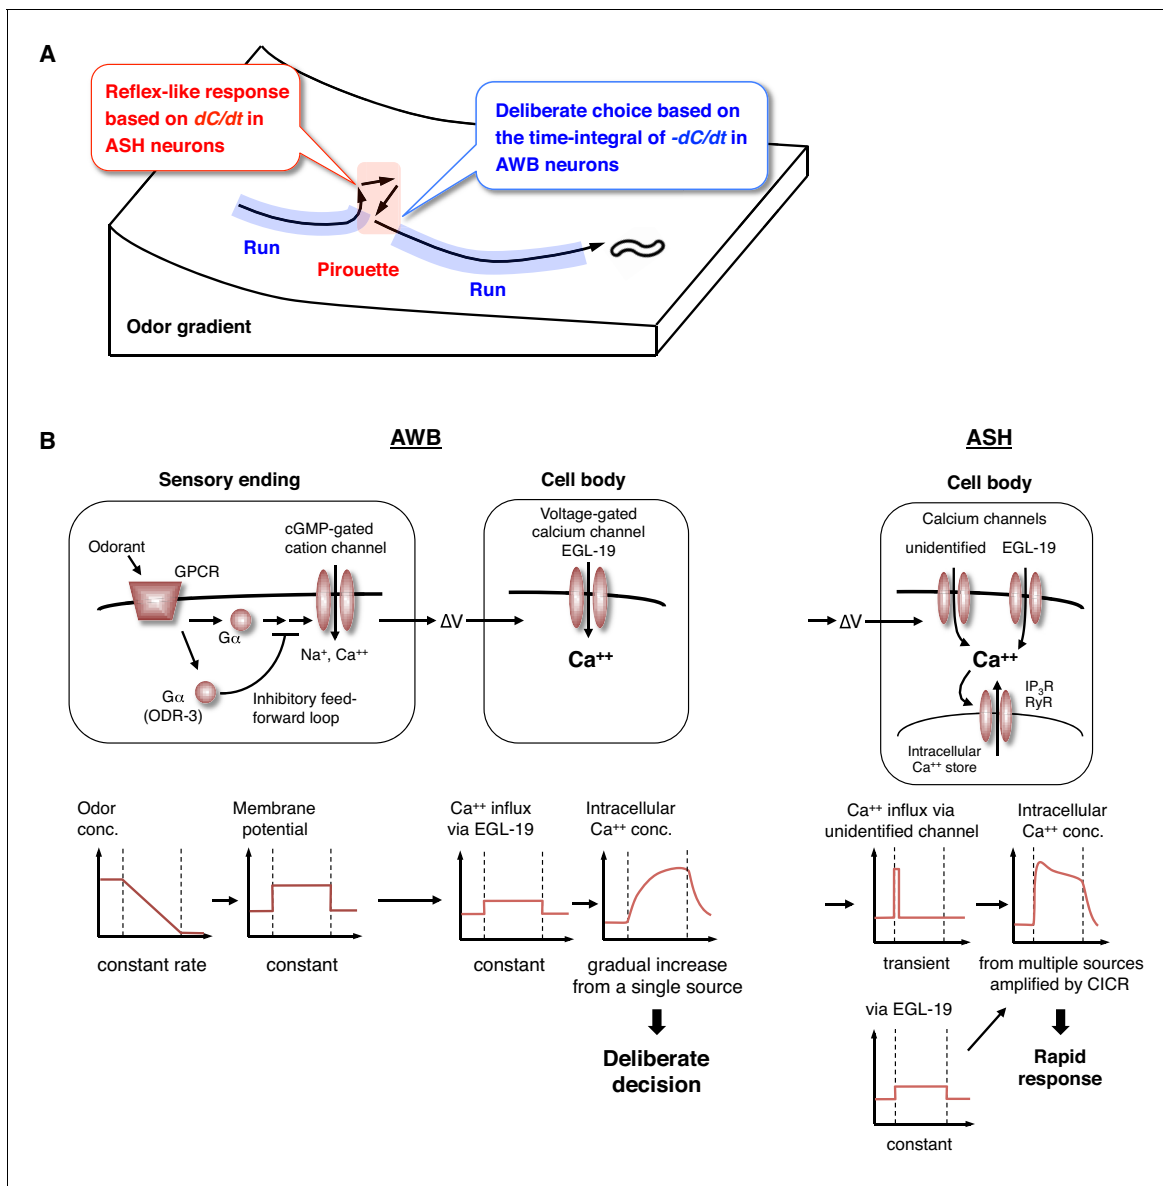 A
Reflex-like response
based on dC/dt in
ASH neurons
Deliberate choice based on
the time-integral of -dC/dt in
AWB neurons
Run
Pirouette
Run
Odor gradient
B
AWB
Sensory ending
Cell body
Odorant
GPCR
cGMP-gated
cation channel
Gα
Na⁺, Ca⁺⁺
Gα
(ODR-3)
Inhibitory feed-
forward loop
ΔV
Voltage-gated
calcium channel
EGL-19
Ca⁺⁺
ASH
Cell body
Calcium channels
unidentified
EGL-19
ΔV
Ca⁺⁺
IP₃R
RyR
Intracellular
Ca⁺⁺ store
Odor
conc.
constant rate
Membrane
potential
constant
Ca⁺⁺ influx
via EGL-19
constant
Intracellular
Ca⁺⁺ conc.
gradual increase
from a single source
Deliberate
decision
Ca⁺⁺ influx via
unidentified channel
transient
via EGL-19
constant
Intracellular
Ca⁺⁺ conc.
from multiple sources
amplified by CICR
Rapid
response